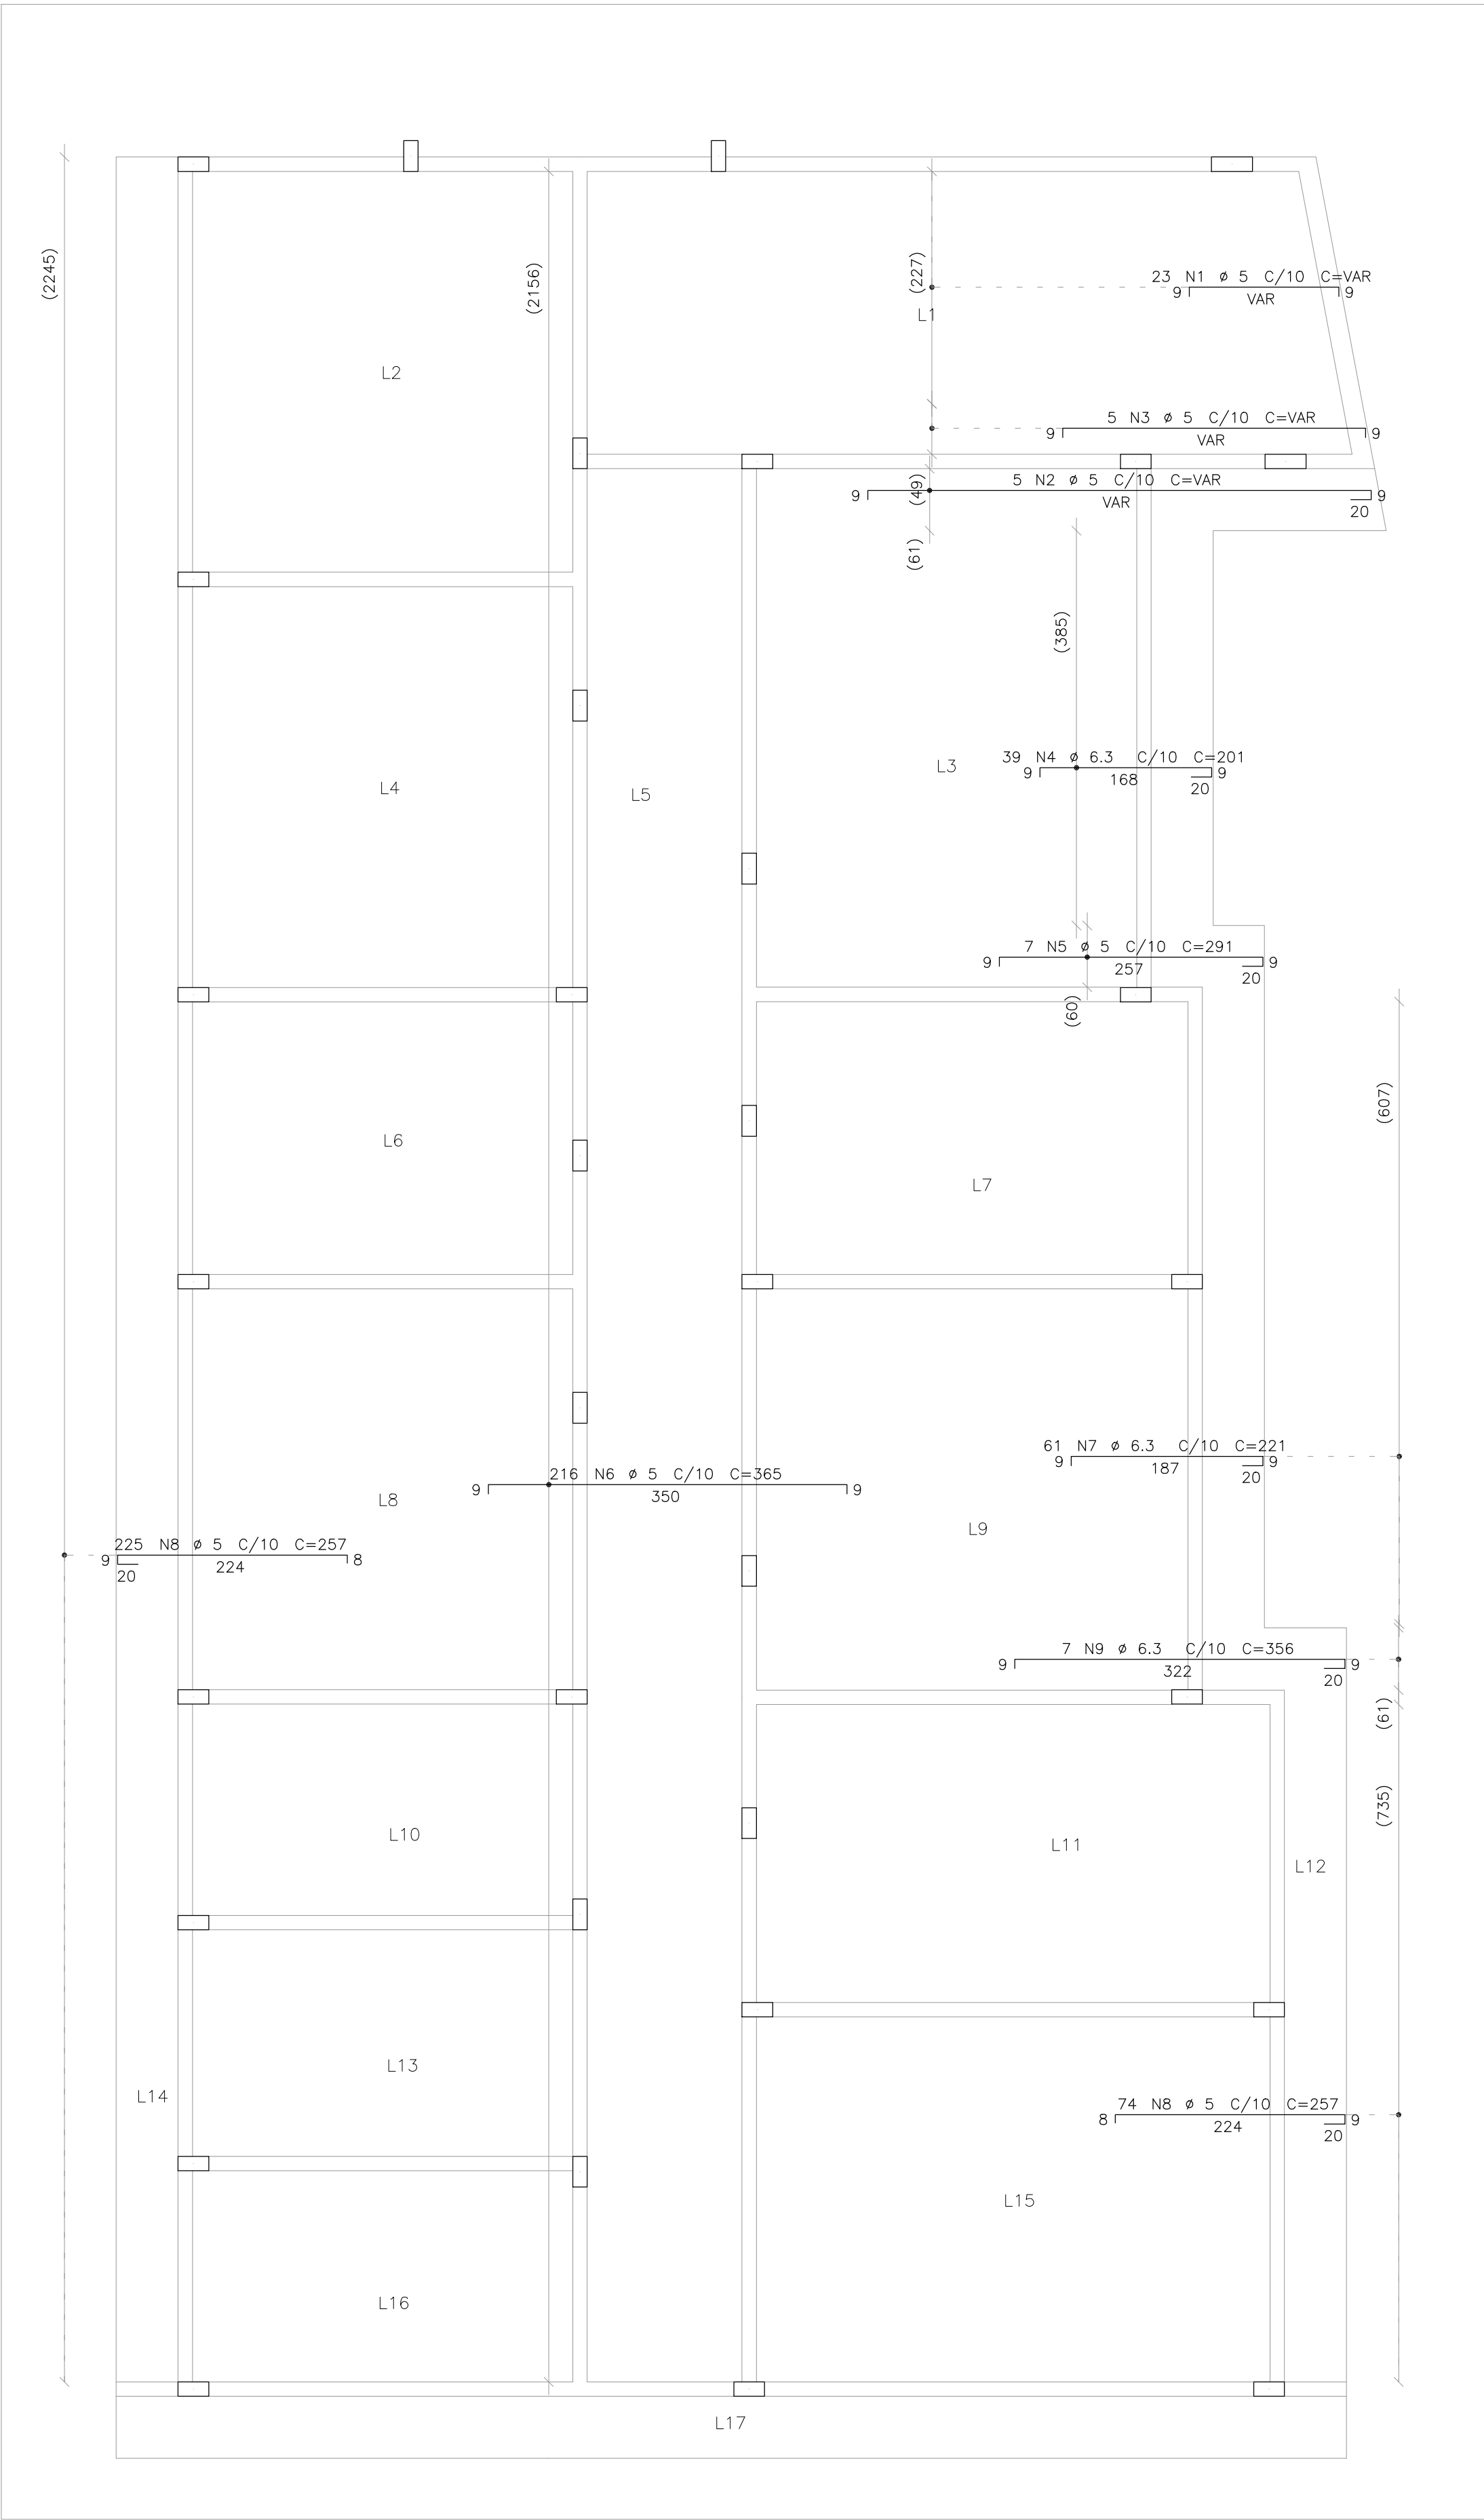 (2245)
(2156)
(227)
23 N1 ø 5 C/10 C=VAR
9 VAR 9
L1
L2
5 N3 ø 5 C/10 C=VAR
9 VAR 9
(49)
5 N2 ø 5 C/10 C=VAR
9 VAR 9
20
(61)
(385)
39 N4 ø 6.3 C/10 C=201
9 168 9
20
L3
L4
L5
7 N5 ø 5 C/10 C=291
9 257 9
20
(60)
(607)
L6
L7
61 N7 ø 6.3 C/10 C=221
9 187 9
20
216 N6 ø 5 C/10 C=365
9 350 9
L8
L9
225 N8 ø 5 C/10 C=257
9 224 8
20
7 N9 ø 6.3 C/10 C=356
9 322 9
20
(61)
(735)
L10
L11
L12
L13
L14
74 N8 ø 5 C/10 C=257
8 224 9
20
L15
L16
L17